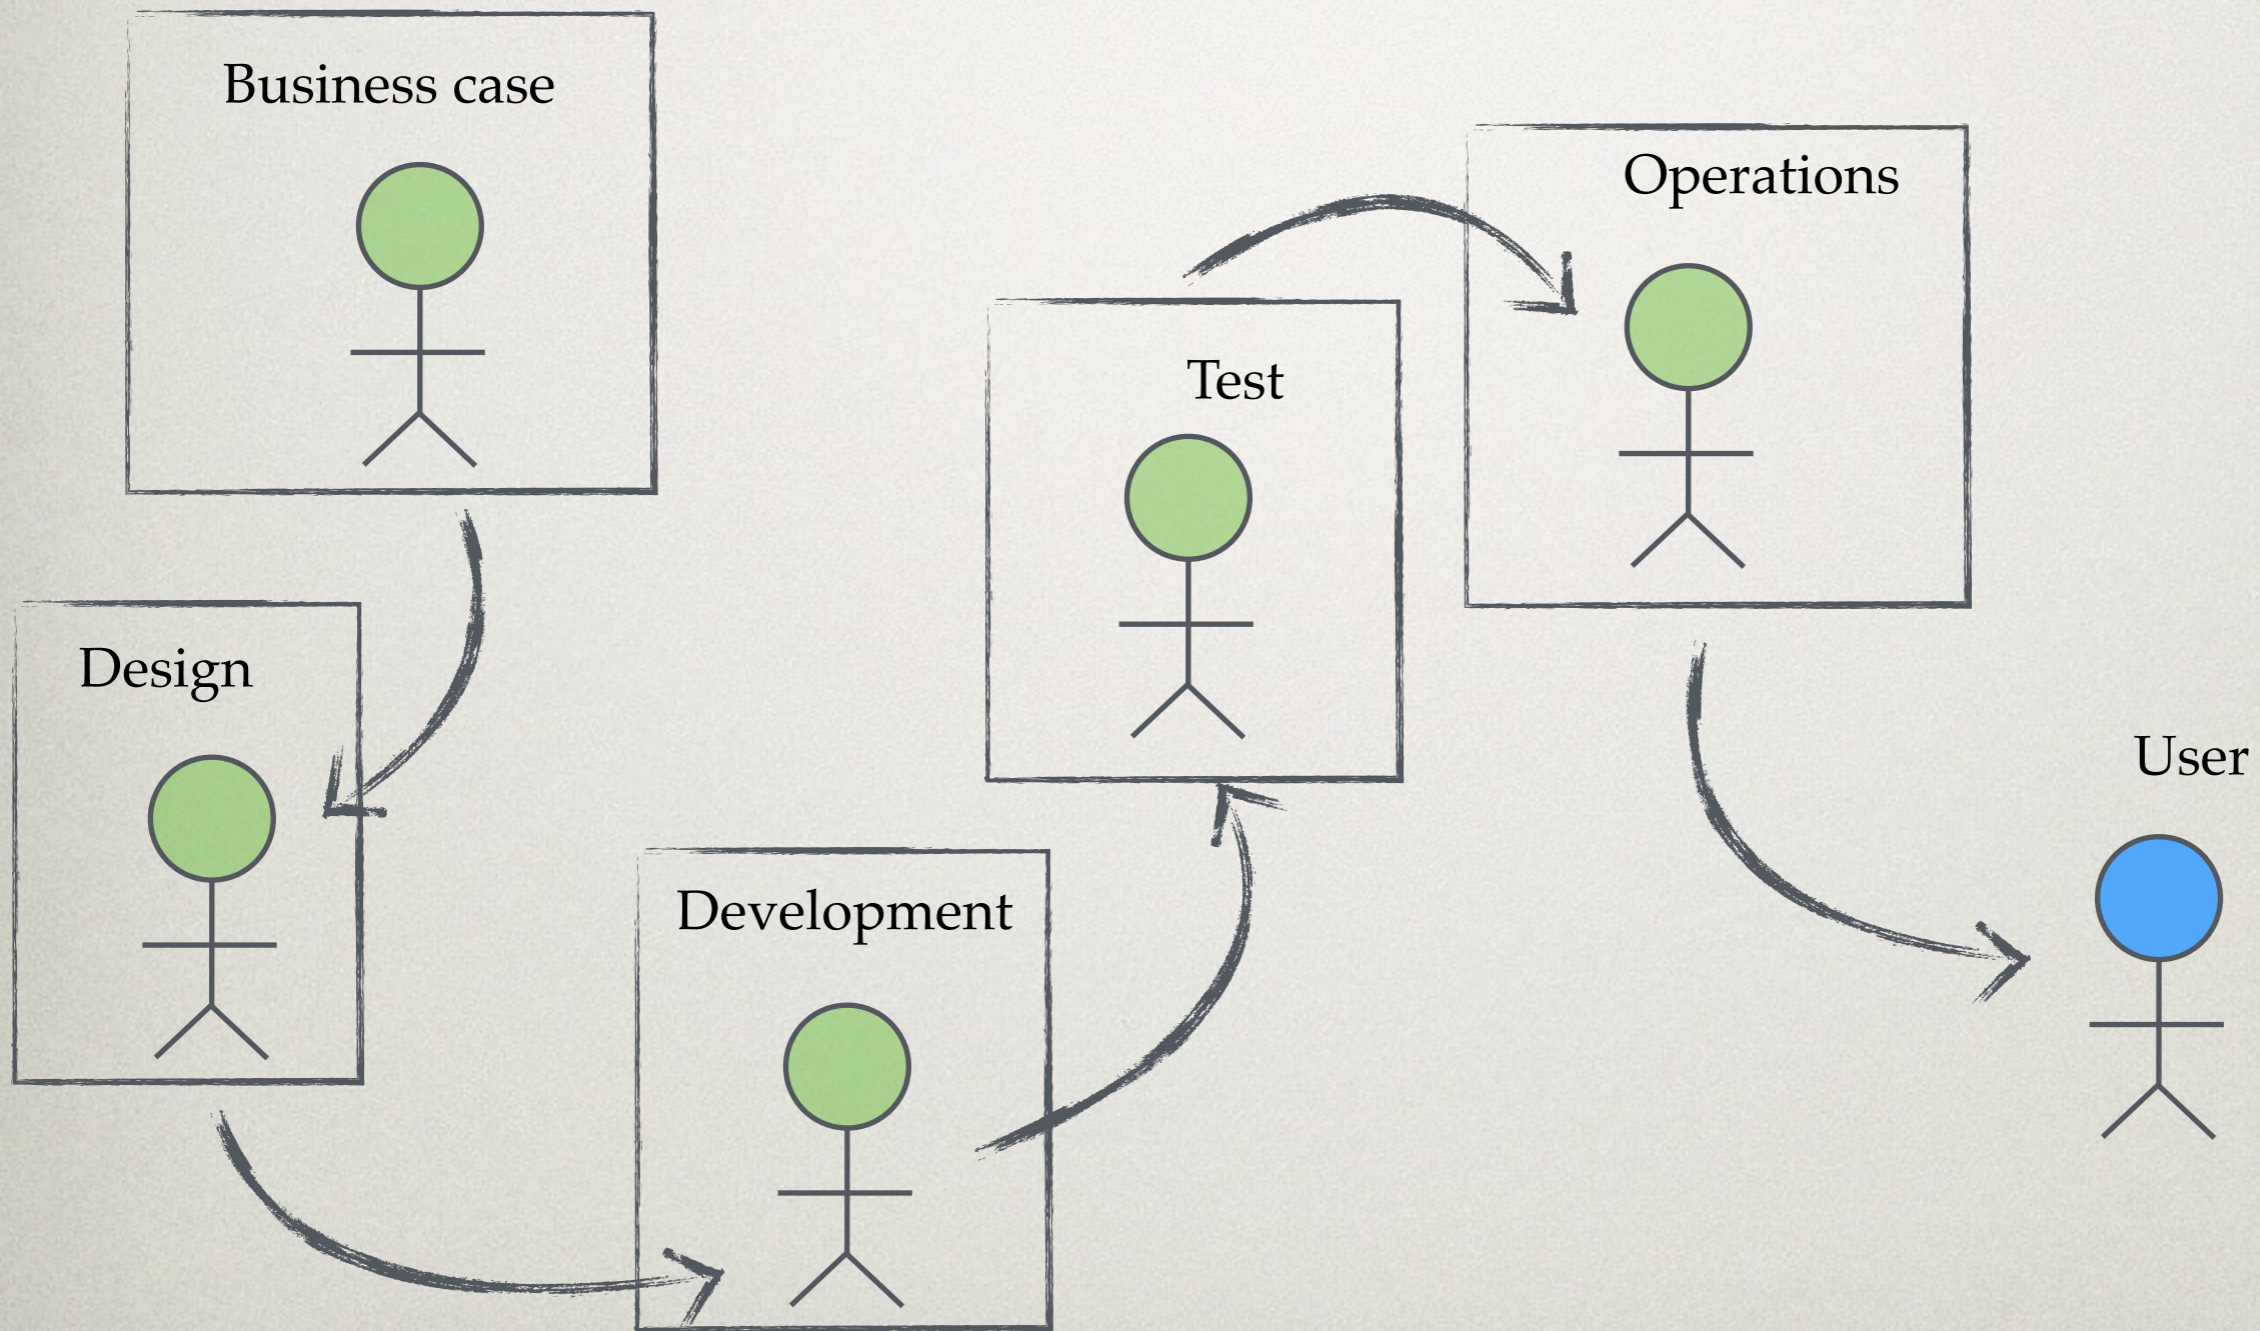 Business case
Design
Development
Test
Operations
User